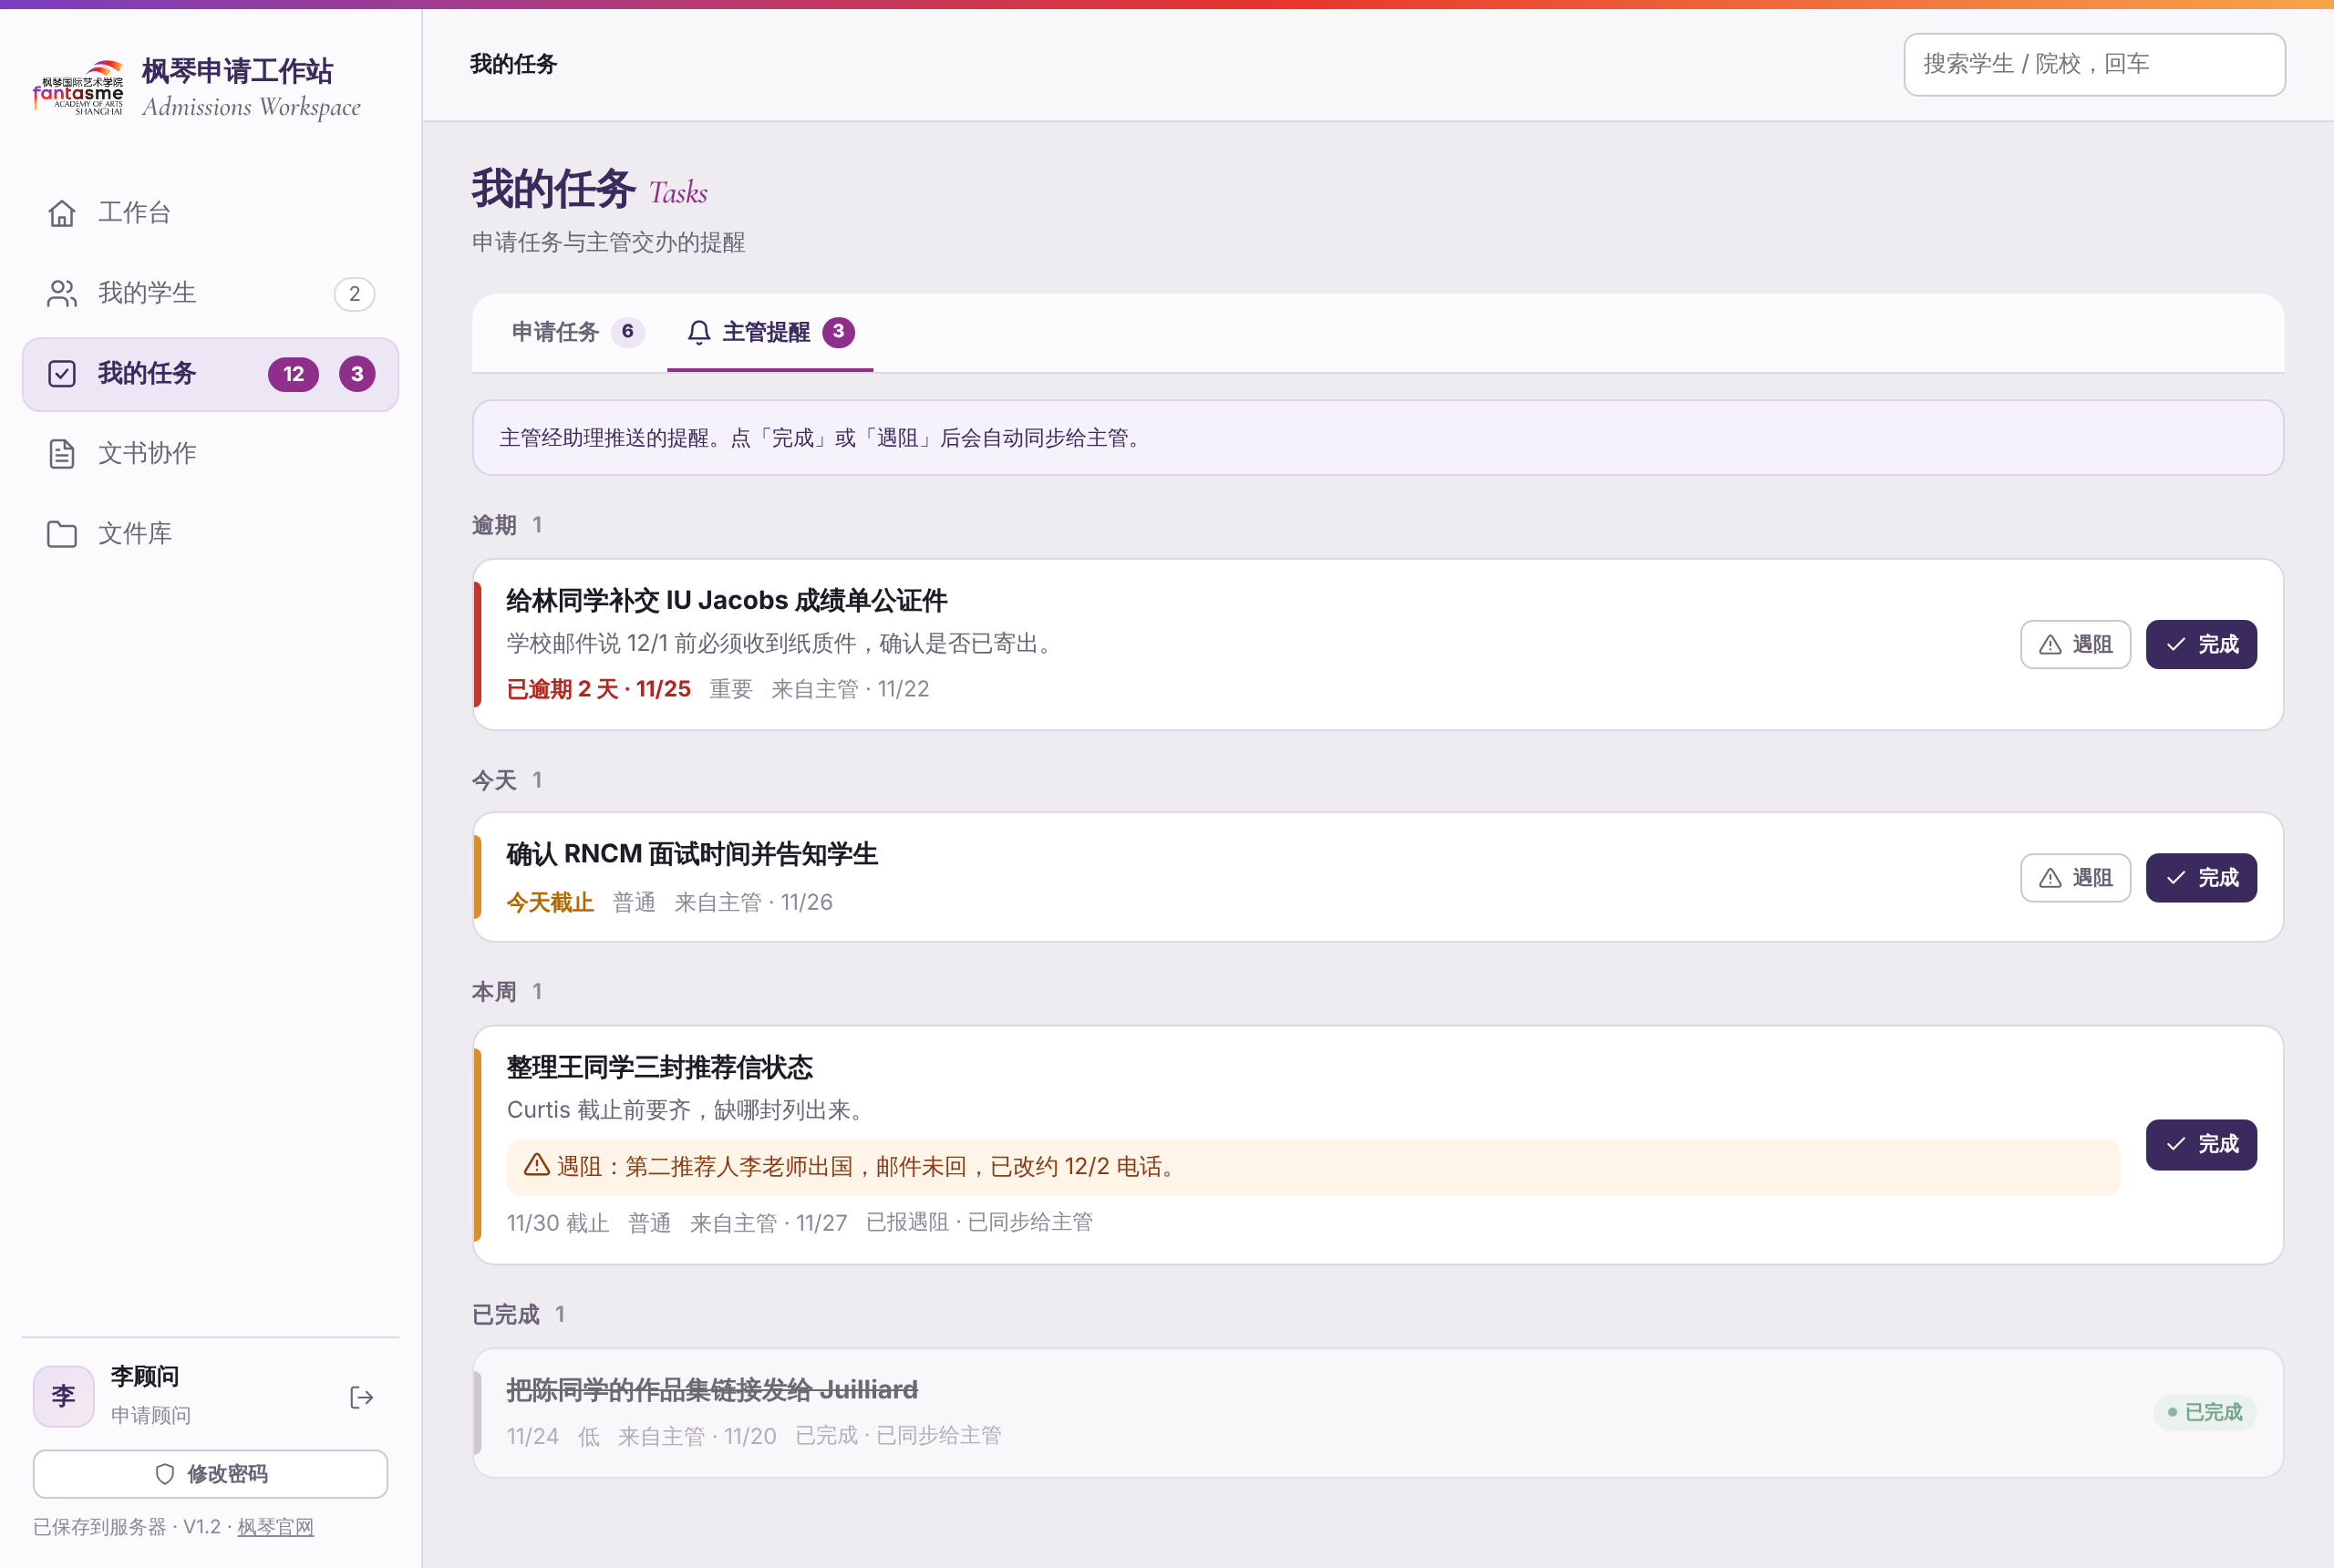 枫琴国际艺术学院
fantasme
ACADEMY OF ARTS
SHANGHAI
枫琴申请工作站
Admissions Workspace
工作台
我的学生 2
我的任务 12 3
文书协作
文件库
李
李顾问
申请顾问
修改密码
已保存到服务器 · V1.2 · 枫琴官网
我的任务
搜索学生 / 院校，回车
我的任务 Tasks
申请任务与主管交办的提醒
申请任务 6 主管提醒 3
主管经助理推送的提醒。点「完成」或「遇阻」后会自动同步给主管。
逾期 1
给林同学补交 IU Jacobs 成绩单公证件
学校邮件说 12/1 前必须收到纸质件，确认是否已寄出。
已逾期 2 天 · 11/25 重要 来自主管 · 11/22
遇阻 完成
今天 1
确认 RNCM 面试时间并告知学生
今天截止 普通 来自主管 · 11/26
遇阻 完成
本周 1
整理王同学三封推荐信状态
Curtis 截止前要齐，缺哪封列出来。
遇阻：第二推荐人李老师出国，邮件未回，已改约 12/2 电话。
11/30 截止 普通 来自主管 · 11/27 已报遇阻 · 已同步给主管
完成
已完成 1
把陈同学的作品集链接发给 Juilliard
11/24 低 来自主管 · 11/20 已完成 · 已同步给主管
已完成